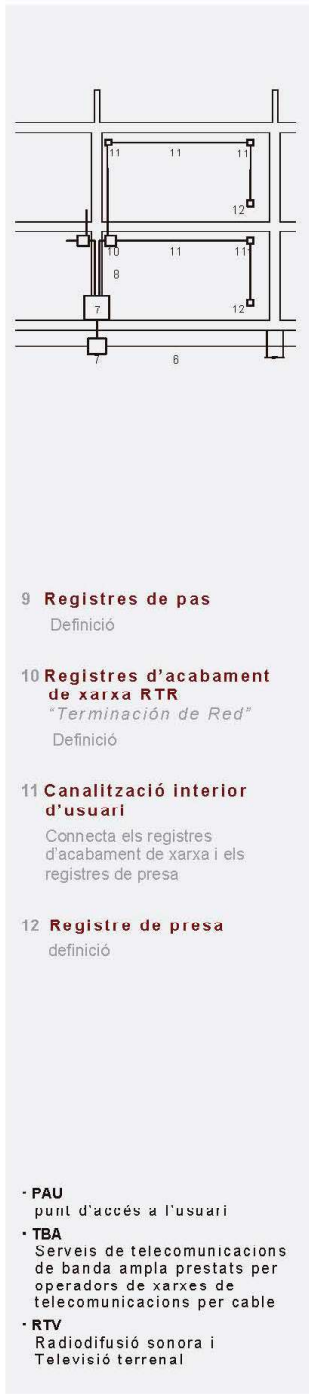 11 11 11
12
10 11 11
8
7 12
7 6
9 Registres de pas
Definició
10 Registres d'acabament
de xarxa RTR
"Terminación de Red"
Definició
11 Canalització interior
d'usuari
Connecta els registres
d'acabament de xarxa i els
registres de presa
12 Registre de presa
definició
· PAU
punt d'accés a l'usuari
· TBA
Serveis de telecomunicacions
de banda ampla prestats per
operadors de xarxes de
telecomunicacions per cable
· RTV
Radiodifusió sonora i
Televisió terrenal